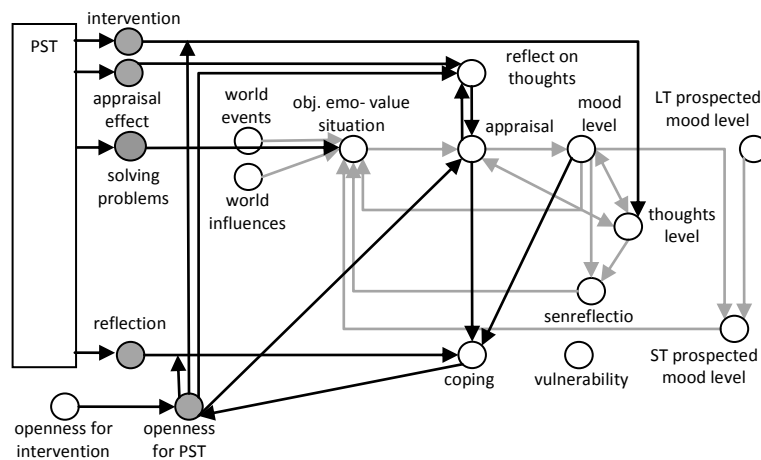 intervention
PST
appraisal
effect
solving
problems
reflection
openness for
intervention
openness
for PST
world
events
world
influences
obj. emo- value
situation
reflect on
thoughts
appraisal
mood
level
LT prospected
mood level
thoughts
level
senreflectio
coping
vulnerability
ST prospected
mood level